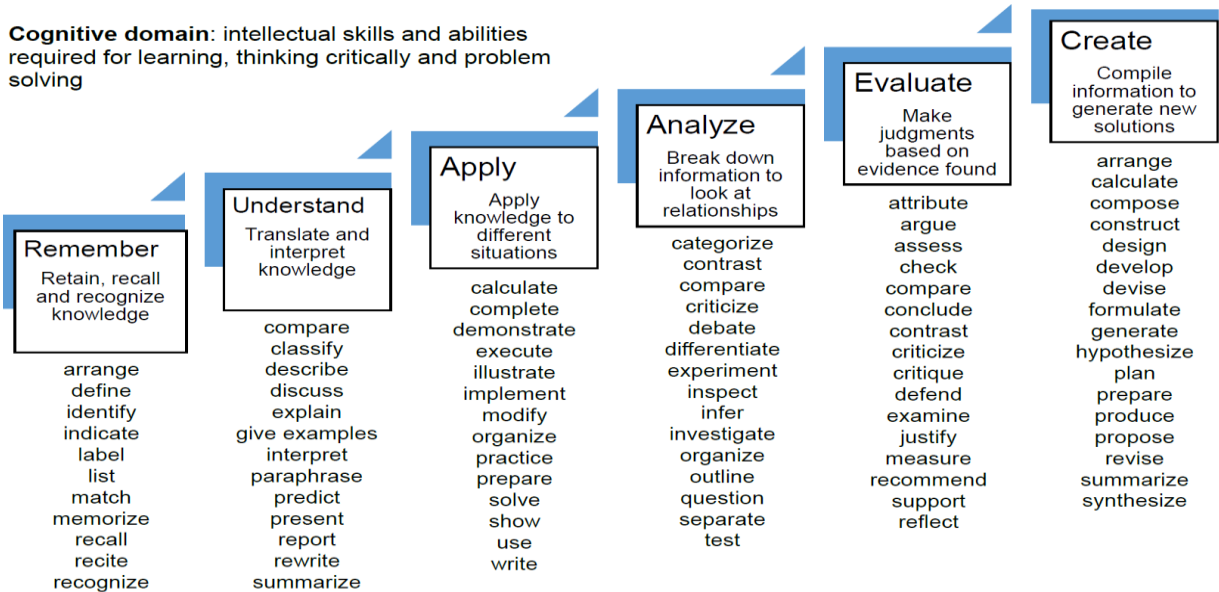 Cognitive domain: intellectual skills and abilities
required for learning, thinking critically and problem
solving
Remember
Retain, recall
and recognize
knowledge
arrange
define
identify
indicate
label
list
match
memorize
recall
recite
recognize
Understand
Translate and
interpret
knowledge
compare
classify
describe
discuss
explain
give examples
interpret
paraphrase
predict
present
report
rewrite
summarize
Apply
Apply
knowledge to
different
situations
calculate
complete
demonstrate
execute
illustrate
implement
modify
organize
practice
prepare
solve
show
use
write
Analyze
Break down
information to
look at
relationships
categorize
contrast
compare
criticize
debate
differentiate
experiment
inspect
infer
investigate
organize
outline
question
separate
test
Evaluate
Make
judgments
based on
evidence found
attribute
argue
assess
check
compare
conclude
contrast
criticize
critique
defend
examine
justify
measure
recommend
support
reflect
Create
Compile
information to
generate new
solutions
arrange
calculate
compose
construct
design
develop
devise
formulate
generate
hypothesize
plan
prepare
produce
propose
revise
summarize
synthesize